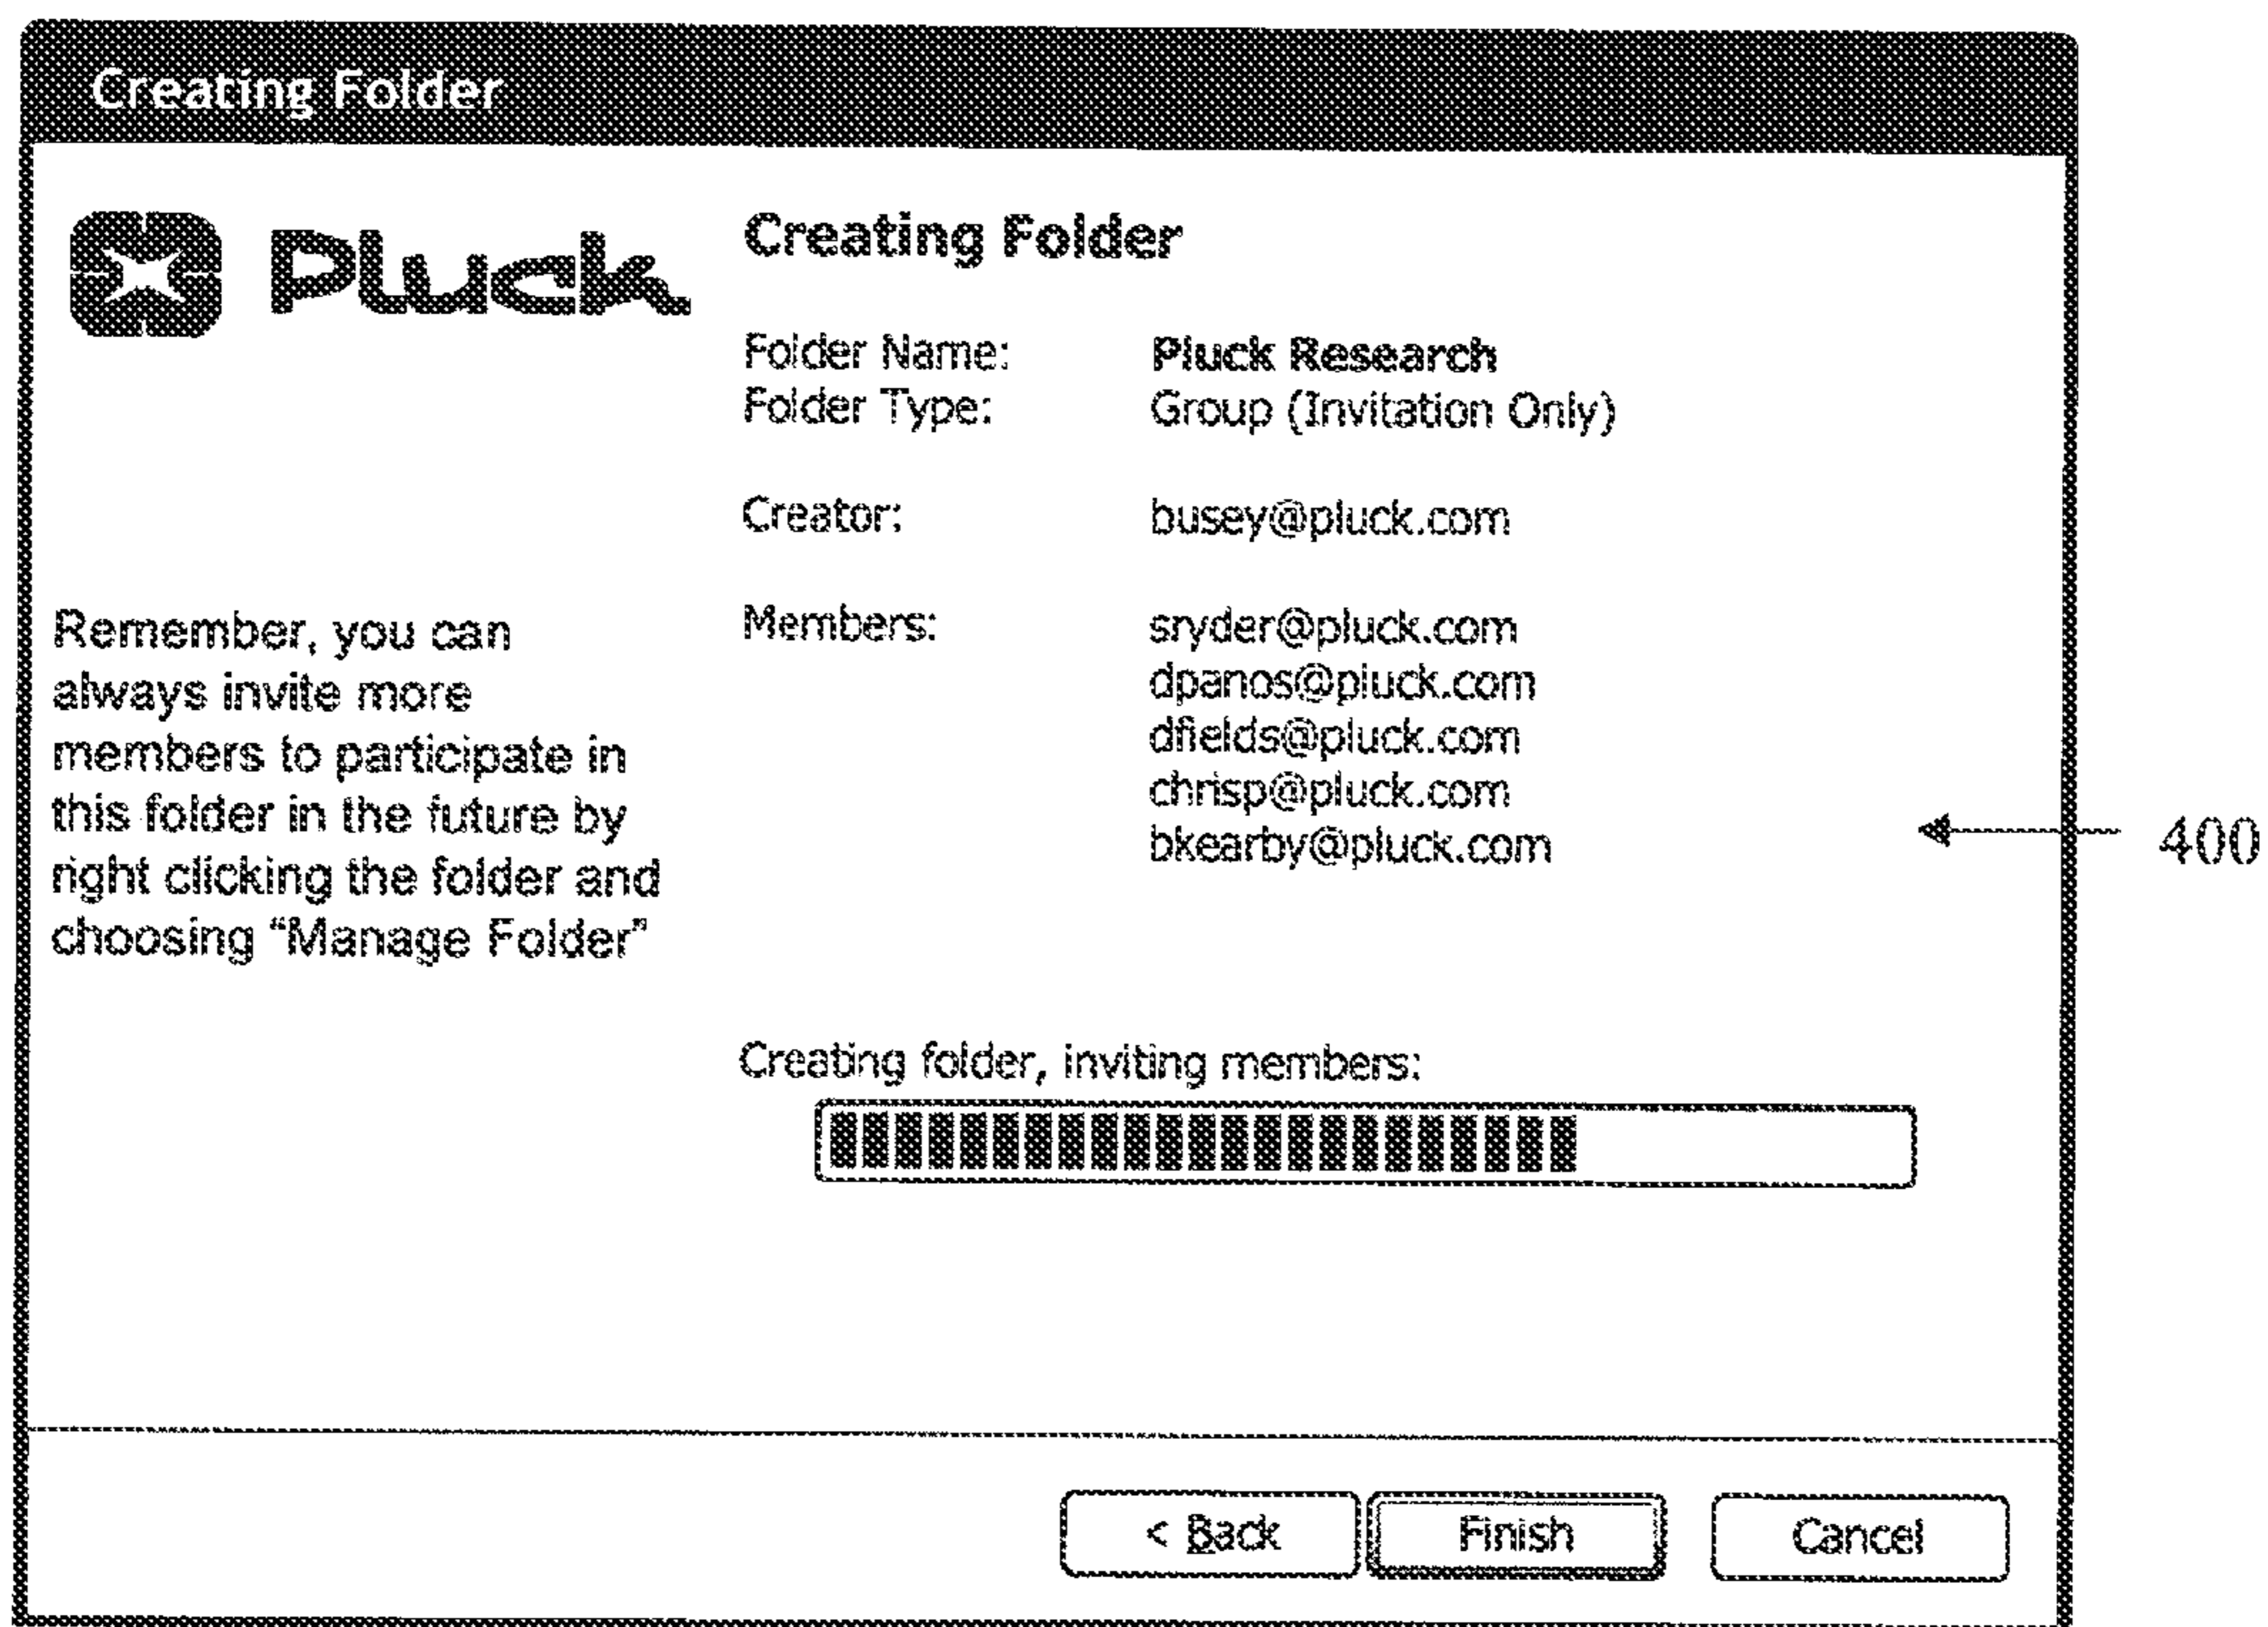 Creating Folder
Pluck
Creating Folder
Folder Name: Pluck Research
Folder Type: Group (Invitation Only)
Creator: busey@pluck.com
Members: sryder@pluck.com
dpanos@pluck.com
dfields@pluck.com
chrisp@pluck.com
bkearby@pluck.com
Remember, you can
always invite more
members to participate in
this folder in the future by
right clicking the folder and
choosing “Manage Folder”
400
Creating folder, inviting members:
< Back
Finish
Cancel